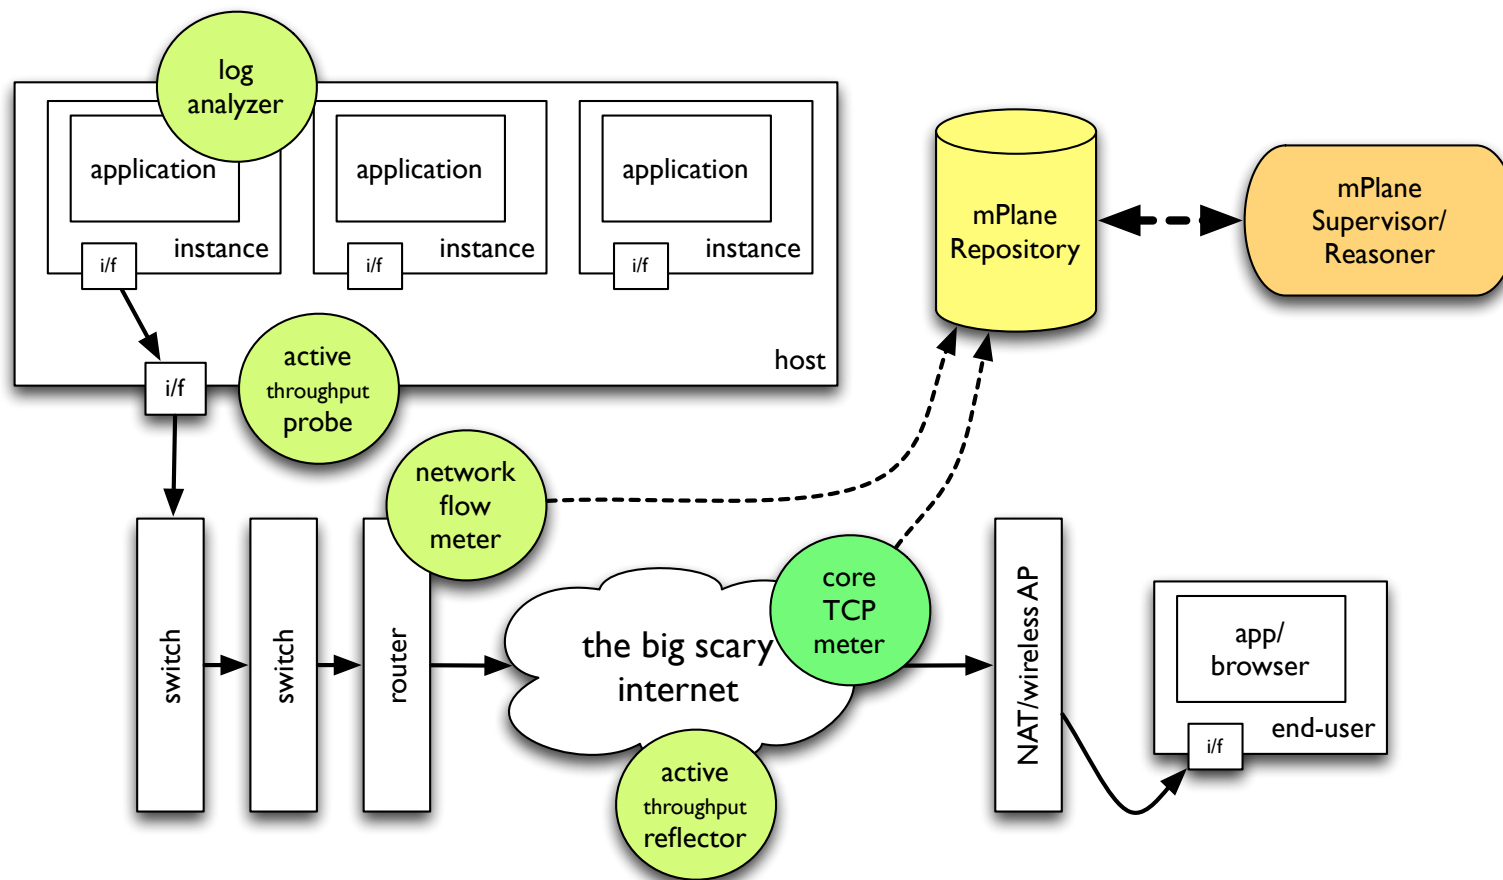 log
analyzer
application
application
application
instance
instance
instance
i/f
i/f
i/f
host
i/f
active
throughput
probe
mPlane
Repository
mPlane
Supervisor/
Reasoner
network
flow
meter
core
TCP
meter
switch
switch
router
the big scary
internet
active
throughput
reflector
NAT/wireless AP
app/
browser
end-user
i/f